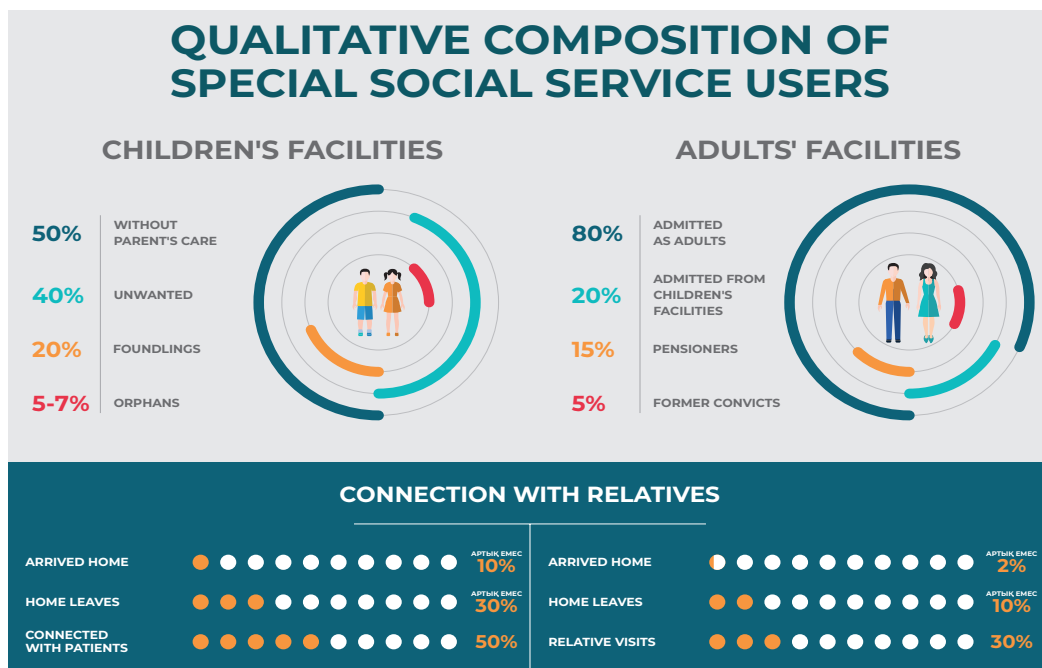 QUALITATIVE COMPOSITION OF
SPECIAL SOCIAL SERVICE USERS
CHILDREN'S FACILITIES
50%
WITHOUT
PARENT'S CARE
40%
UNWANTED
20%
FOUNDLINGS
5-7%
ORPHANS
ADULTS' FACILITIES
80%
ADMITTED
AS ADULTS
20%
ADMITTED FROM
CHILDREN'S
FACILITIES
15%
PENSIONERS
5%
FORMER CONVICTS
CONNECTION WITH RELATIVES
ARRIVED HOME
АРТЫҚ ЕМЕС
10%
HOME LEAVES
АРТЫҚ ЕМЕС
30%
CONNECTED
WITH PATIENTS
50%
ARRIVED HOME
АРТЫҚ ЕМЕС
2%
HOME LEAVES
АРТЫҚ ЕМЕС
10%
RELATIVE VISITS
30%